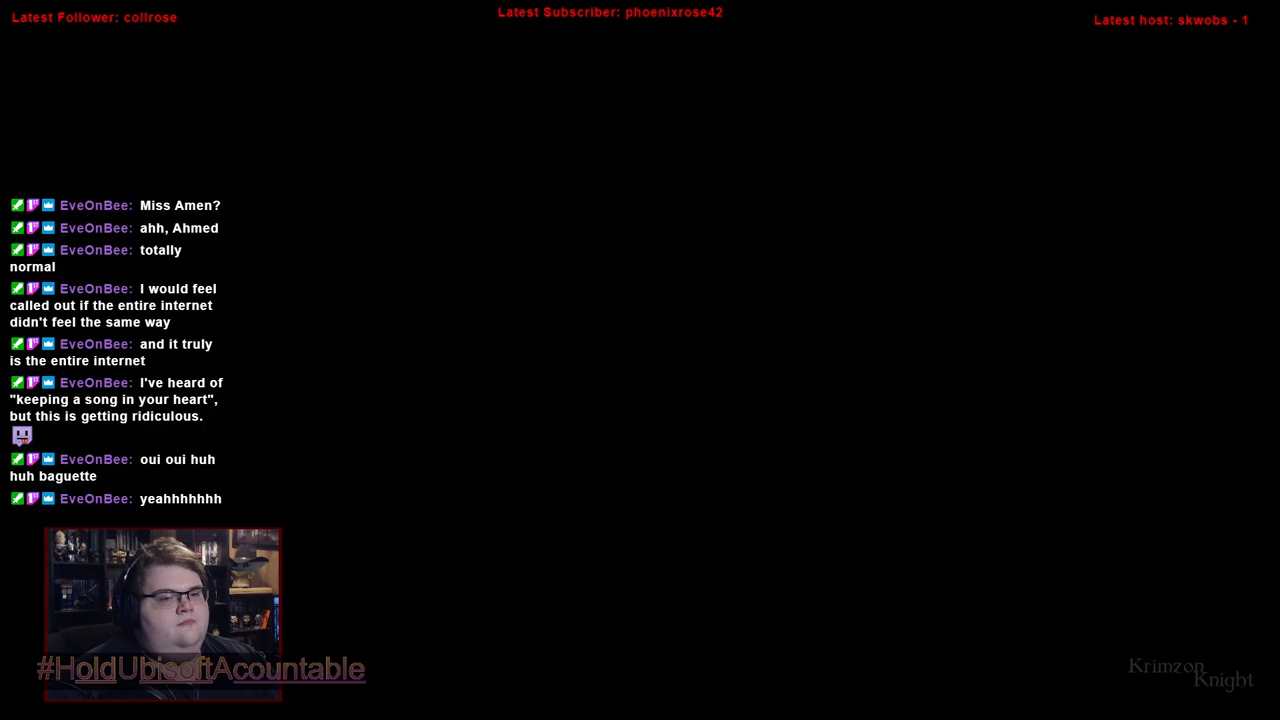 Latest Follower: collrose
Latest Subscriber: phoenixrose42
Latest host: skwobs - 1
EveOnBee: Miss Amen?
EveOnBee: ahh, Ahmed
EveOnBee: totally
normal
EveOnBee: I would feel
called out if the entire internet
didn't feel the same way
EveOnBee: and it truly
is the entire internet
EveOnBee: I've heard of
"keeping a song in your heart",
but this is getting ridiculous.
EveOnBee: oui oui huh
huh baguette
EveOnBee: yeahhhhhhh
#HoldUbisoftAcountable
Krimzon
Knight